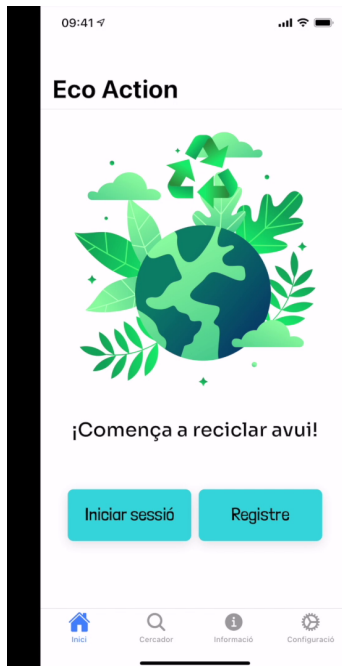 09:41
Eco Action
¡Comença a reciclar avui!
Iniciar sessió
Registre
Inici
Cercador
Informació
Configuració